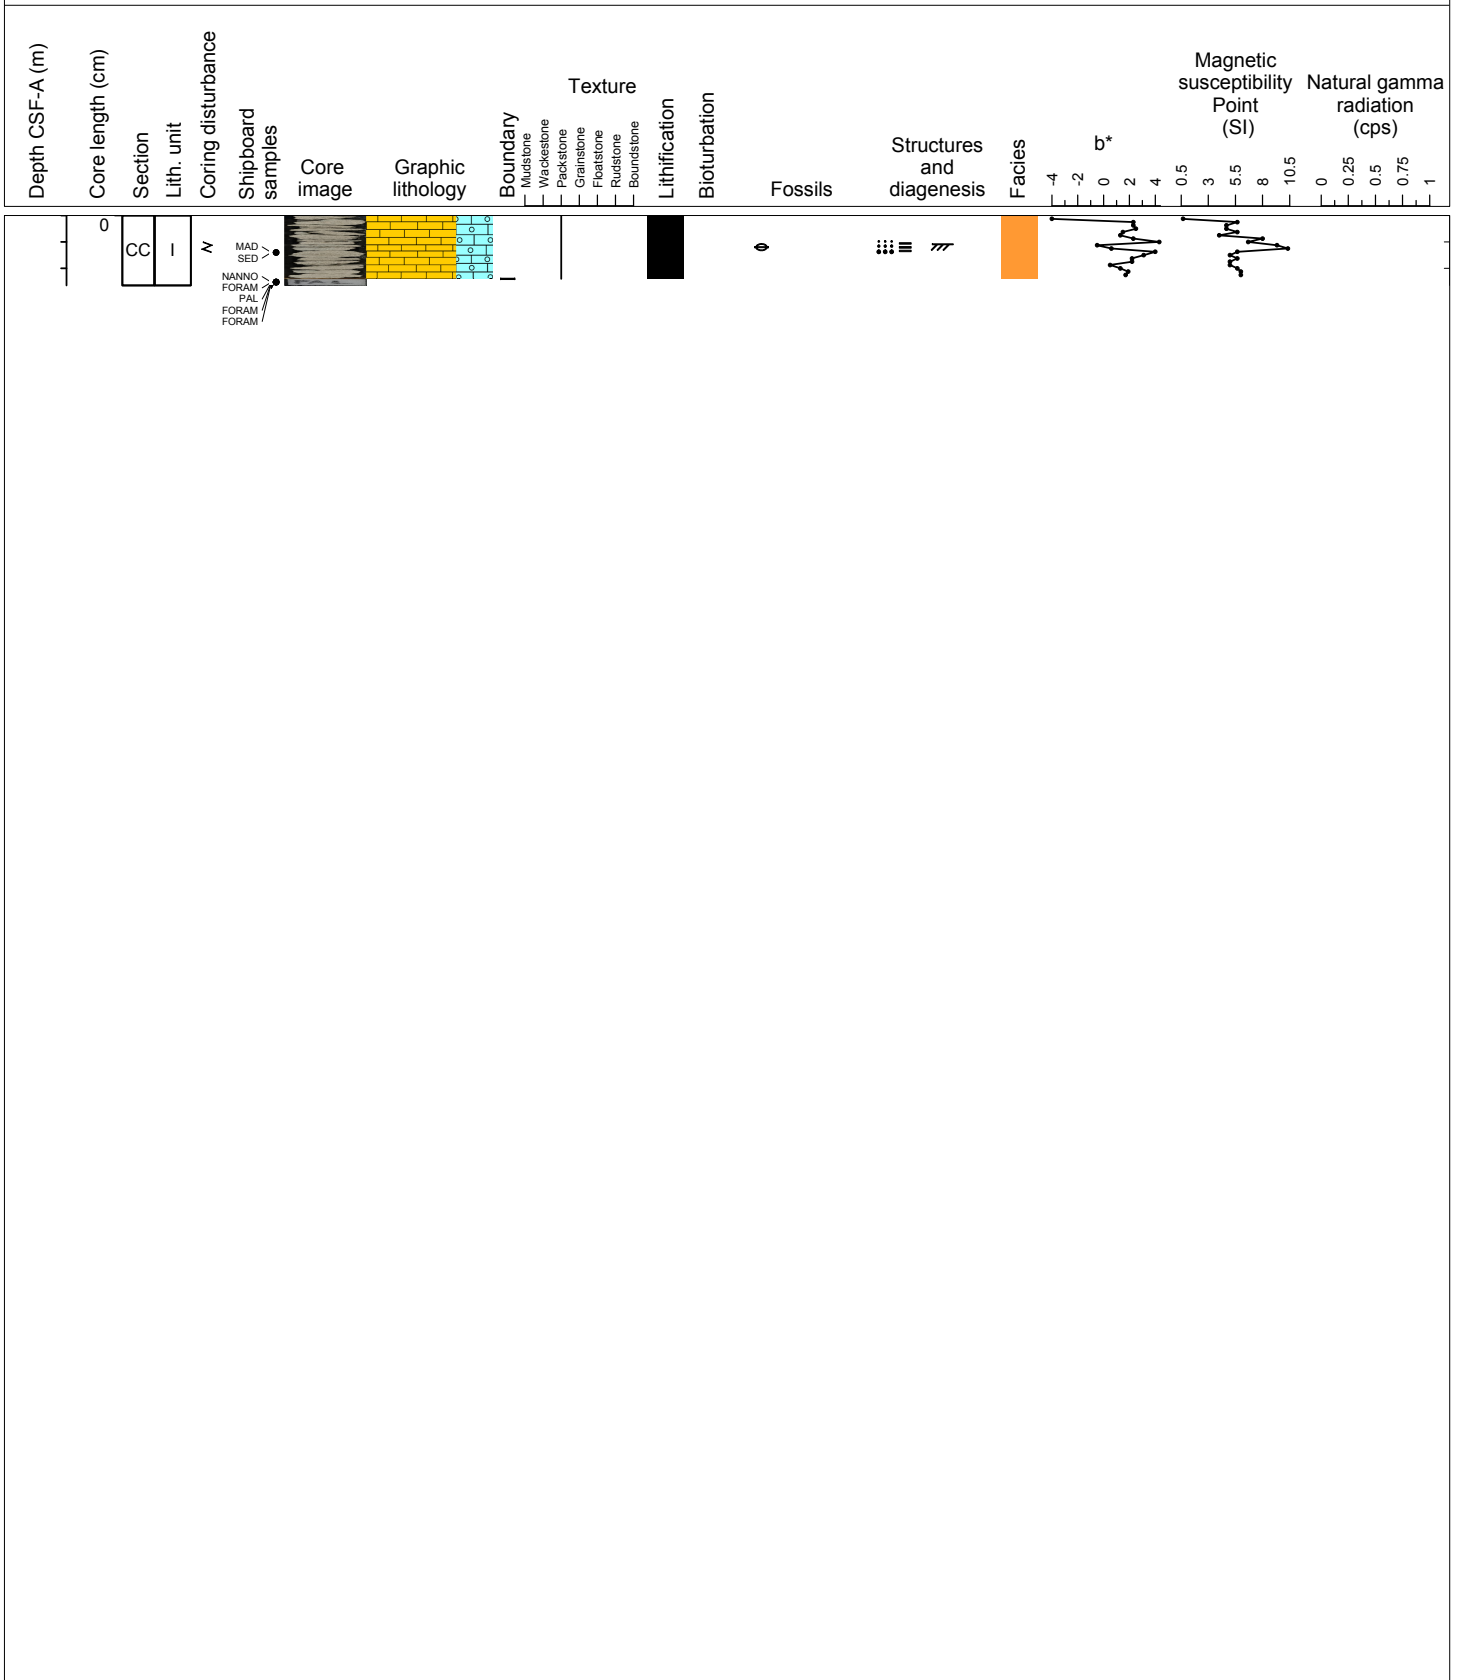 Depth CSF-A (m)
Core length (cm)
Section
Lith. unit
Coring disturbance
Shipboard
samples
Core
image
Graphic
lithology
Boundary
Texture
Mudstone
Wackestone
Packstone
Grainstone
Floatstone
Rudstone
Boundstone
Lithification
Bioturbation
Fossils
Structures
and
diagenesis
Facies
b*
-4
-2
0
2
4
Magnetic
susceptibility
Point
(SI)
0.5
3
5.5
8
10.5
Natural gamma
radiation
(cps)
0
0.25
0.5
0.75
1
0
CC
I
MAD
SED
NANNO
FORAM
PAL
FORAM
FORAM